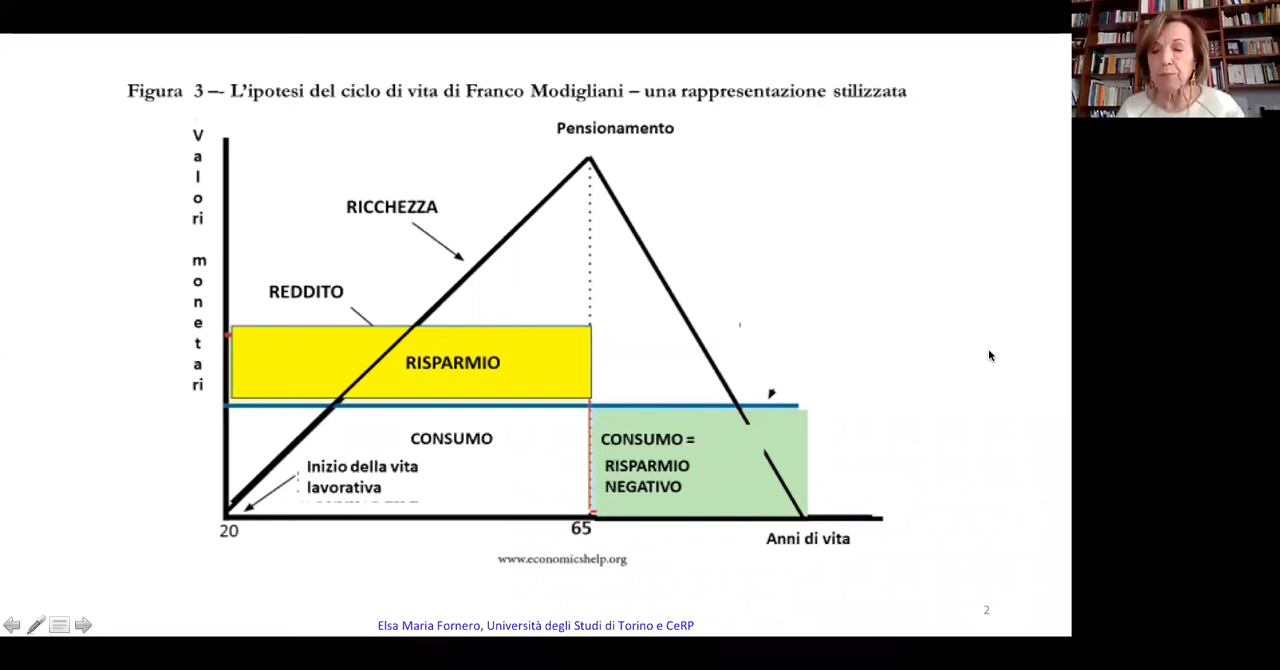 Figura 3 –- L'ipotesi del ciclo di vita di Franco Modigliani – una rappresentazione stilizzata
Valori monetari
Pensionamento
RICCHEZZA
REDDITO
RISPARMIO
CONSUMO
CONSUMO =
RISPARMIO
NEGATIVO
Inizio della vita
lavorativa
20
65
Anni di vita
www.economicshelp.org
2
Elsa Maria Fornero, Università degli Studi di Torino e CeRP